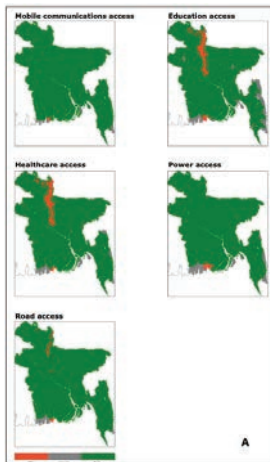 Mobile communications access
Education access
Healthcare access
Power access
Road access
A